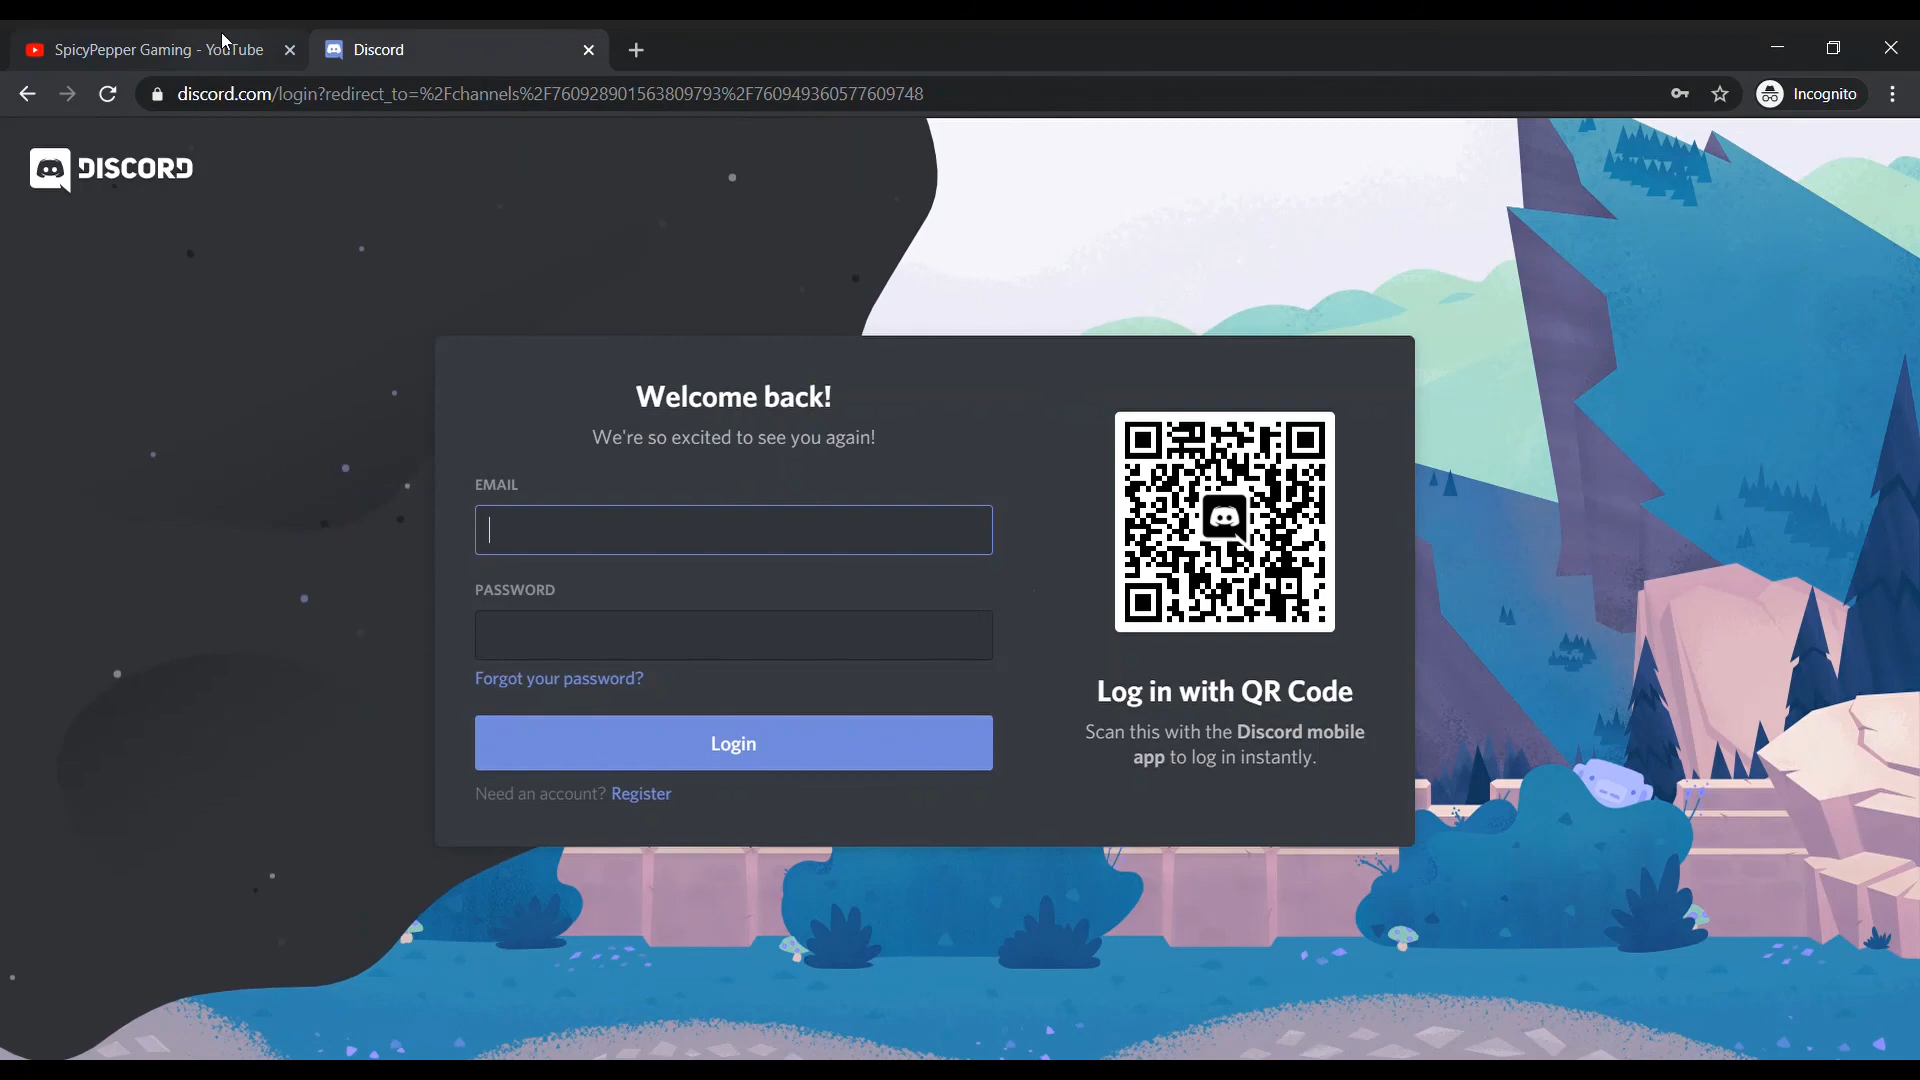 SpicyPepper Gaming - YouTube
Discord
discord.com/login?redirect_to=%2Fchannels%2F760928901563809793%2F760949360577609748
Incognito
DISCORD
Welcome back!
We're so excited to see you again!
EMAIL
PASSWORD
Forgot your password?
Login
Need an account? Register
Log in with QR Code
Scan this with the Discord mobile
app to log in instantly.